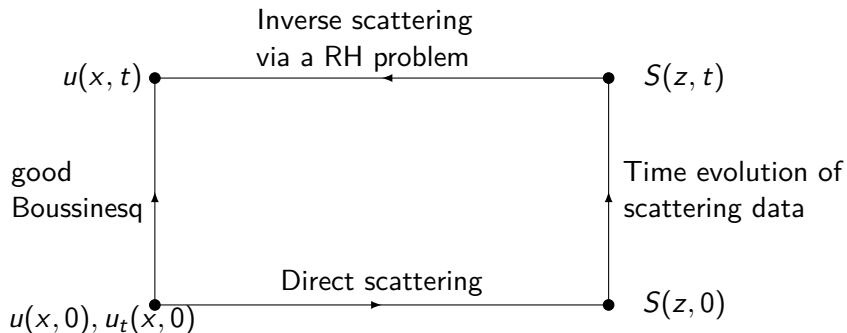 Inverse scattering
via a RH problem
u(x, t)
S(z, t)
good
Boussinesq
Time evolution of
scattering data
Direct scattering
u(x, 0), u_t(x, 0)
S(z, 0)